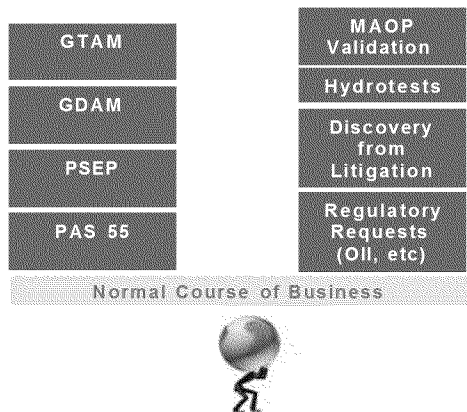 GTAM
GDAM
PSEP
PAS 55
MAOP
Validation
Hydrotests
Discovery
from
Litigation
Regulatory
Requests
(OII, etc)
Normal Course of Business